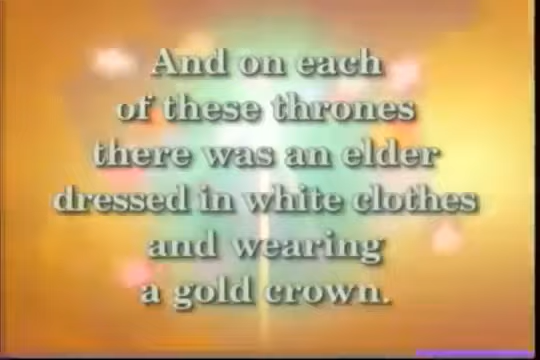 And on each
of these thrones
there was an elder
dressed in white clothes
and wearing
a gold crown.